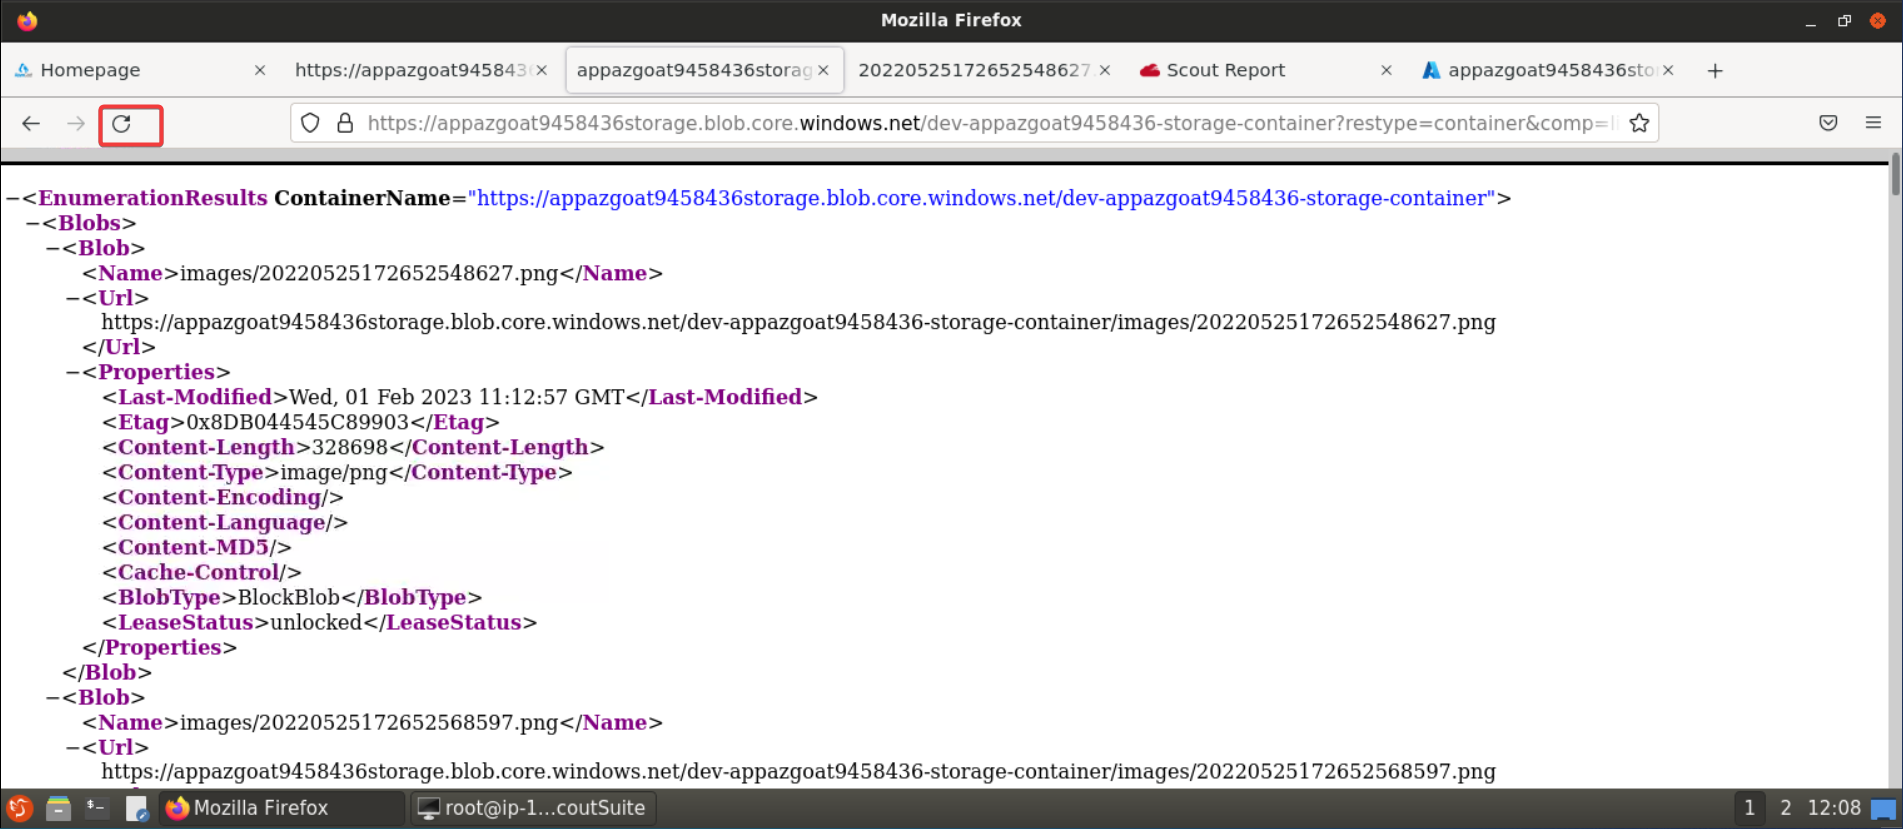 Mozilla Firefox
Homepage
https://appazgoat945843
appazgoat9458436storag
20220525172652548627.
Scout Report
appazgoat9458436sto
https://appazgoat9458436storage.blob.core.windows.net/dev-appazgoat9458436-storage-container?restype=container&comp=li
−<EnumerationResults ContainerName="https://appazgoat9458436storage.blob.core.windows.net/dev-appazgoat9458436-storage-container">
−<Blobs>
−<Blob>
<Name>images/20220525172652548627.png</Name>
−<Url>
https://appazgoat9458436storage.blob.core.windows.net/dev-appazgoat9458436-storage-container/images/20220525172652548627.png
</Url>
−<Properties>
<Last-Modified>Wed, 01 Feb 2023 11:12:57 GMT</Last-Modified>
<Etag>0x8DB044545C89903</Etag>
<Content-Length>328698</Content-Length>
<Content-Type>image/png</Content-Type>
<Content-Encoding/>
<Content-Language/>
<Content-MD5/>
<Cache-Control/>
<BlobType>BlockBlob</BlobType>
<LeaseStatus>unlocked</LeaseStatus>
</Properties>
</Blob>
−<Blob>
<Name>images/20220525172652568597.png</Name>
−<Url>
https://appazgoat9458436storage.blob.core.windows.net/dev-appazgoat9458436-storage-container/images/20220525172652568597.png
Mozilla Firefox
root@ip-1...coutSuite
1
2
12:08